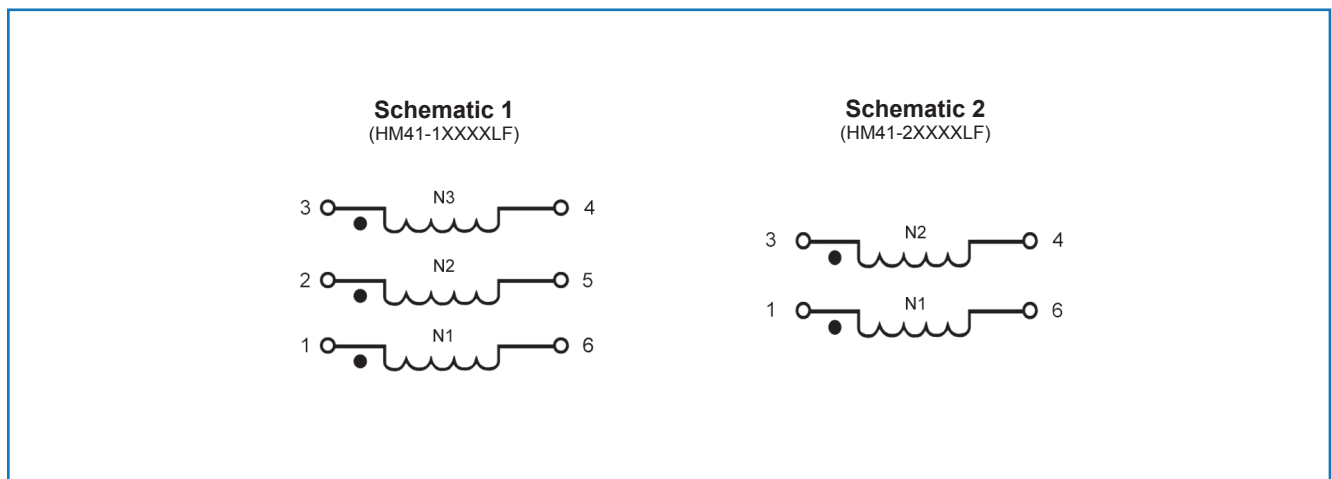 Schematic 1
(HM41-1XXXXLF)
3 N3 4
2 N2 5
1 N1 6
Schematic 2
(HM41-2XXXXLF)
3 N2 4
1 N1 6